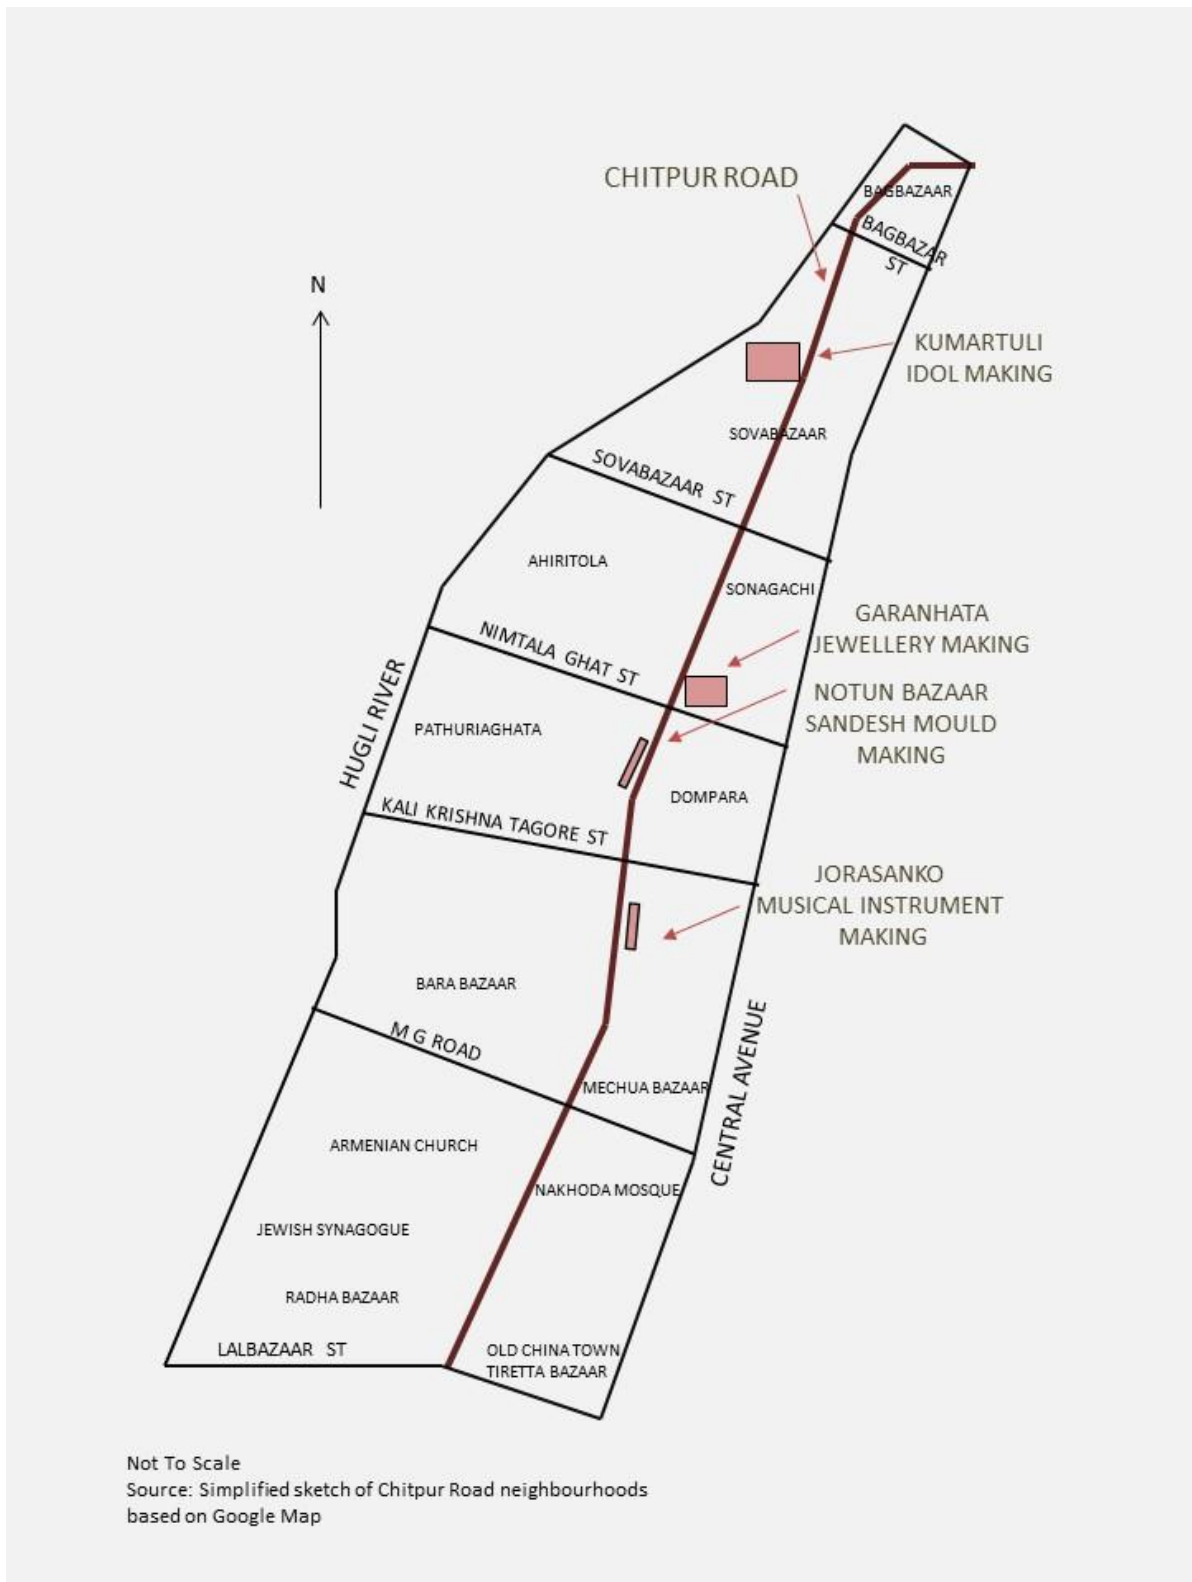 CHITPUR ROAD
BAGBAZAAR
BAGBAZAR
ST
N
KUMARTULI
IDOL MAKING
SOVABAZAAR
SOVABAZAAR ST
AHIRITOLA
SONAGACHI
GARANHATA
JEWELLERY MAKING
NIMTALA GHAT ST
HUGLI RIVER
NOTUN BAZAAR
SANDESH MOULD
MAKING
PATHURIAGHATA
DOMPARA
KALI KRISHNA TAGORE ST
JORASANKO
MUSICAL INSTRUMENT
MAKING
BARA BAZAAR
M G ROAD
MECHUA BAZAAR
CENTRAL AVENUE
ARMENIAN CHURCH
NAKHODA MOSQUE
JEWISH SYNAGOGUE
RADHA BAZAAR
LALBAZAAR ST
OLD CHINA TOWN
TIRETTA BAZAAR
Not To Scale
Source: Simplified sketch of Chitpur Road neighbourhoods
based on Google Map